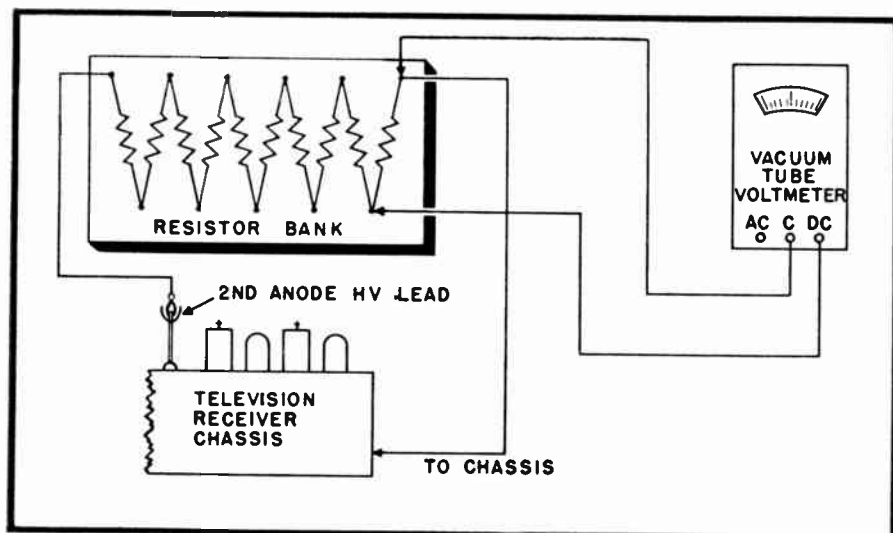 RESISTOR BANK
VACUUM
TUBE
VOLTMETER
AC C DC
2ND ANODE HV LEAD
TELEVISION
RECEIVER
CHASSIS
TO CHASSIS